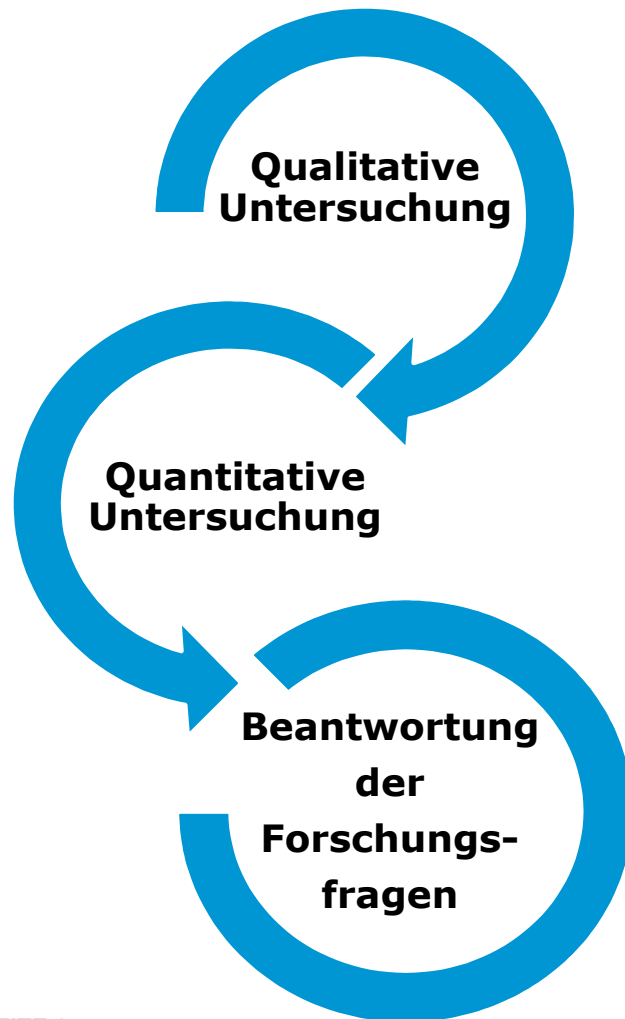 Qualitative
Untersuchung
Quantitative
Untersuchung
Beantwortung
der
Forschungs-
fragen